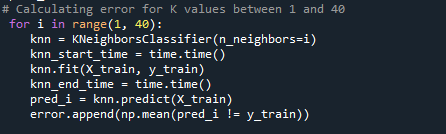 # Calculating error for K values between 1 and 40
for i in range(1, 40):
    knn = KNeighborsClassifier(n_neighbors=i)
    knn_start_time = time.time()
    knn.fit(X_train, y_train)
    knn_end_time = time.time()
    pred_i = knn.predict(X_train)
    error.append(np.mean(pred_i != y_train))